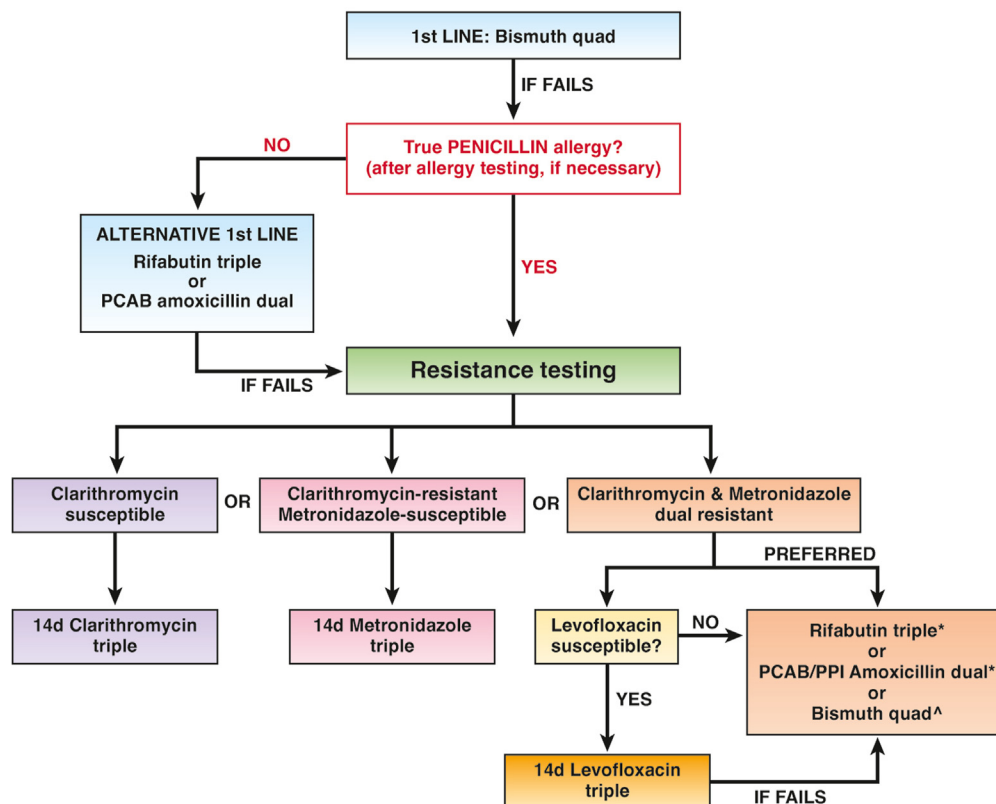 1st LINE: Bismuth quad
IF FAILS
True PENICILLIN allergy?
(after allergy testing, if necessary)
NO
YES
ALTERNATIVE 1st LINE
Rifabutin triple
or
PCAB amoxicillin dual
IF FAILS
Resistance testing
Clarithromycin
susceptible
OR
Clarithromycin-resistant
Metronidazole-susceptible
OR
Clarithromycin & Metronidazole
dual resistant
PREFERRED
14d Clarithromycin
triple
14d Metronidazole
triple
Levofloxacin
susceptible?
NO
YES
Rifabutin triple*
or
PCAB/PPI Amoxicillin dual*
or
Bismuth quad^
14d Levofloxacin
triple
IF FAILS